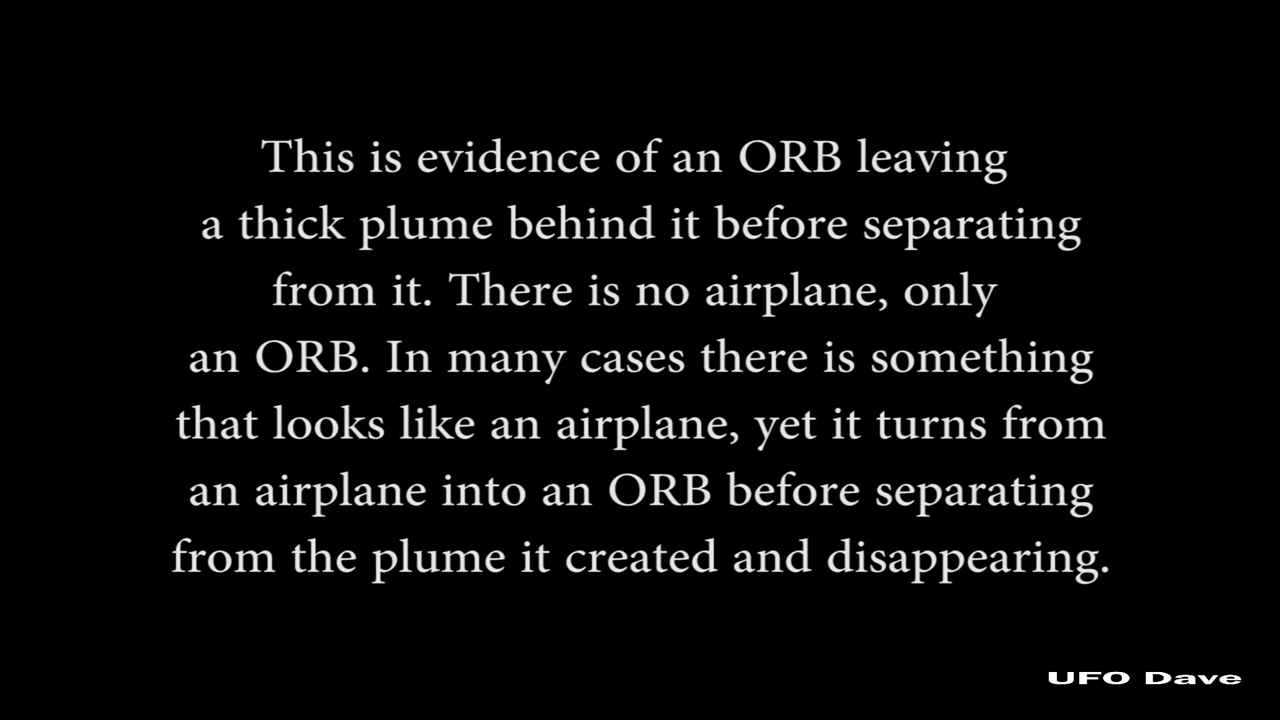 This is evidence of an ORB leaving
a thick plume behind it before separating
from it. There is no airplane, only
an ORB. In many cases there is something
that looks like an airplane, yet it turns from
an airplane into an ORB before separating
from the plume it created and disappearing.
UFO Dave